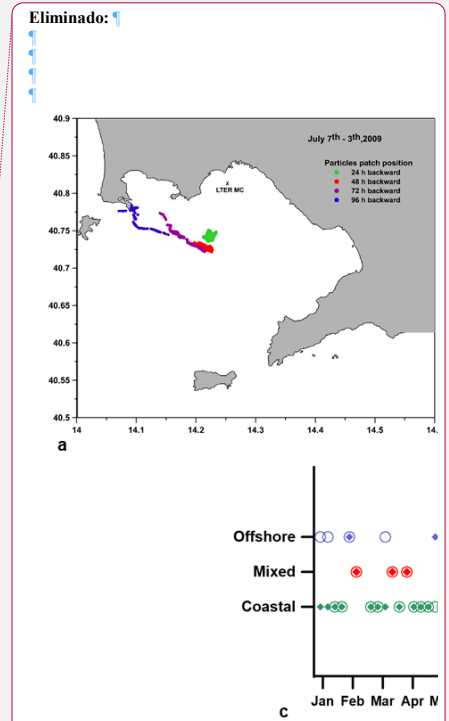 Eliminado: ¶
¶
¶
¶
¶
40.9
July 7th - 3th,2009
40.85
Particles patch position
24 h backward
x
LTER MC
48 h backward
40.8
72 h backward
96 h backward
40.75
40.7
40.65
40.6
40.55
40.5
14 14.1 14.2 14.3 14.4 14.5 14.
a
Offshore
Mixed
Coastal
Jan Feb Mar Apr M
c